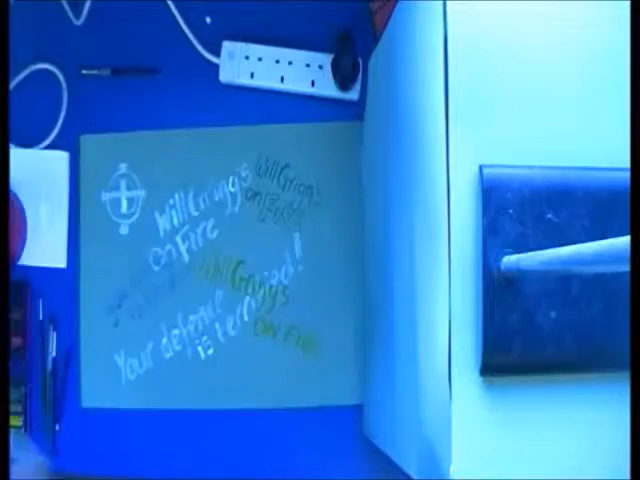 Will Grigg's
on Fire
Will Grigg's
on Fire
Will Grigg's
ON FIRE
Your defence
is terrified!